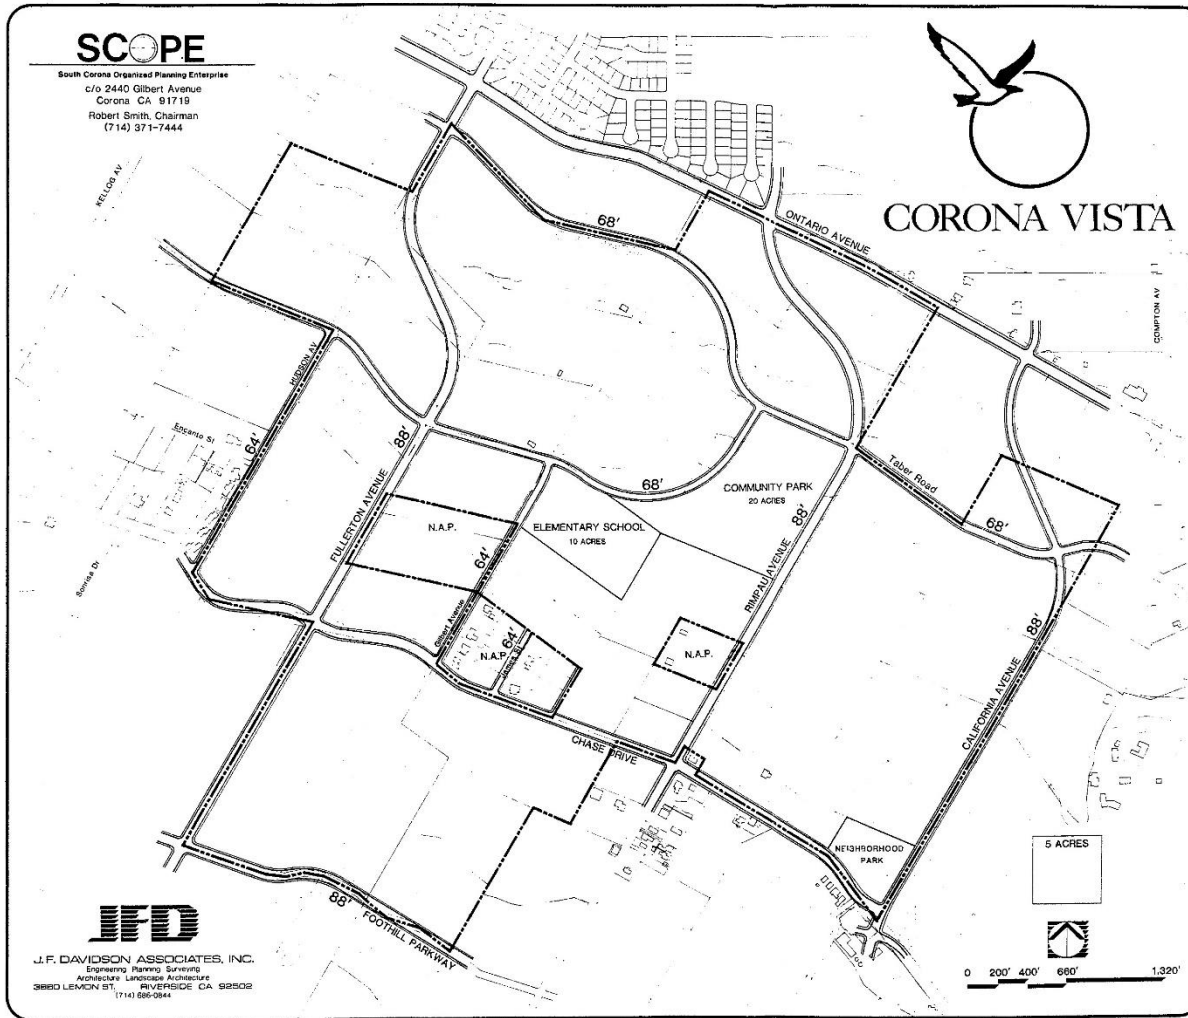 SCOPE
South Corona Organized Planning Enterprise
c/o 2440 Gilbert Avenue
Corona CA 91719
Robert Smith, Chairman
(714) 371-7444
CORONA VISTA
KELLOG AV
68'
ONTARIO AVENUE
COMPTON AV
HUDSON AV
Encanto St
64'
88'
FULLERTON AVENUE
Taber Road
68'
68'
COMMUNITY PARK
20 ACRES
88'
N.A.P.
ELEMENTARY SCHOOL
10 ACRES
64'
RIMPAU AVENUE
Sonrisa Dr
Gilbert Avenue
64'
N.A.P.
James St
N.A.P.
88'
CALIFORNIA AVENUE
CHASE DRIVE
NEIGHBORHOOD
PARK
5 ACRES
88'
FOOTHILL PARKWAY
JFD
J.F. DAVIDSON ASSOCIATES, INC.
Engineering Planning Surveying
Architecture Landscape Architecture
3880 LEMON ST. RIVERSIDE CA 92502
(714) 686-0844
0 200' 400' 660' 1,320'